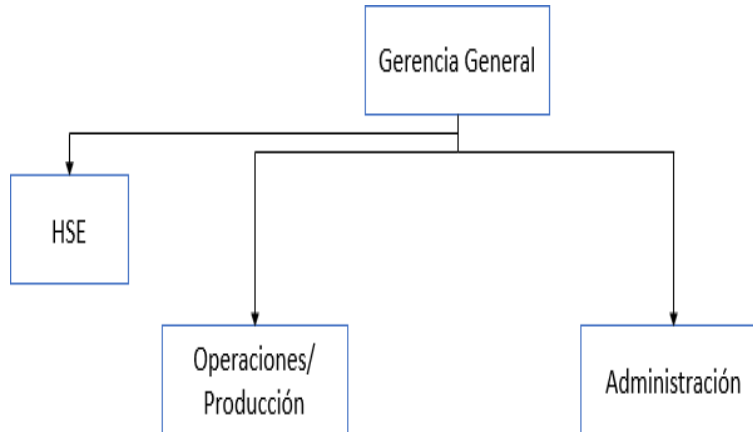 Gerencia General
HSE
Operaciones/
Producción
Administración